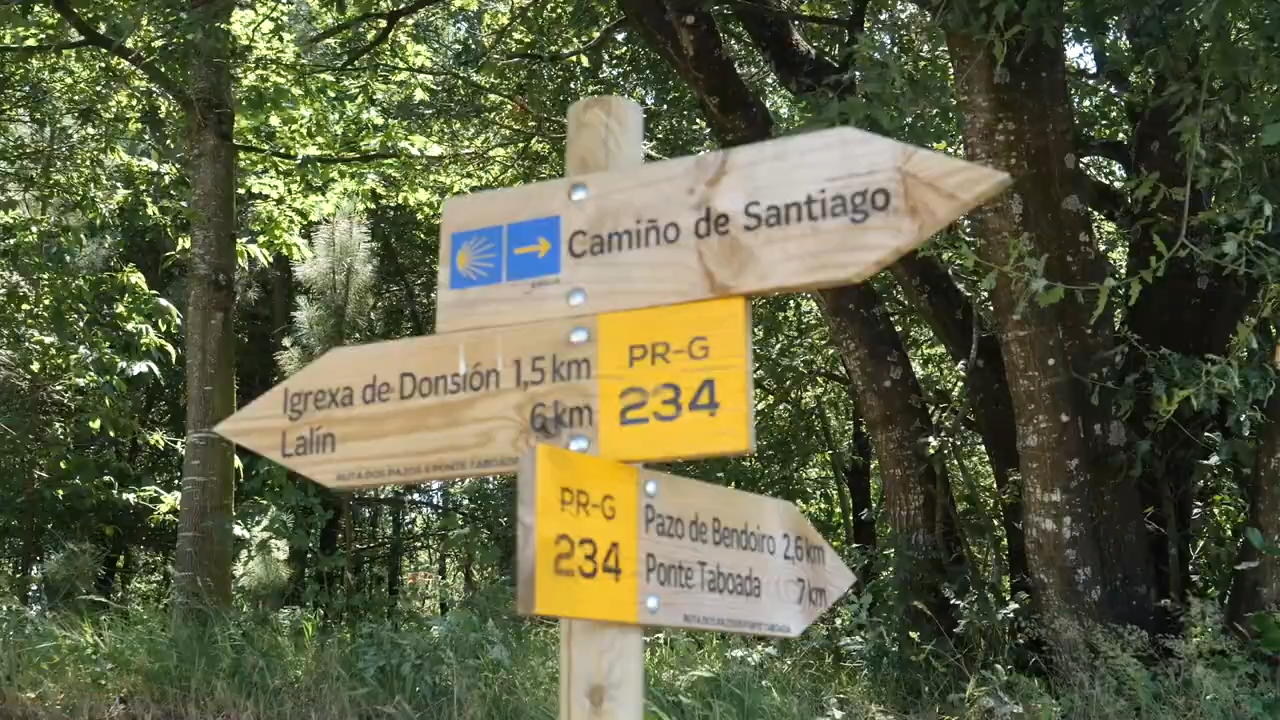 Camiño de Santiago
Igrexa de Donsión 1,5 km
Lalín 6 km
PR-G
234
PR-G
234
Pazo de Bendoiro 2,6 km
Ponte Taboada 7 km